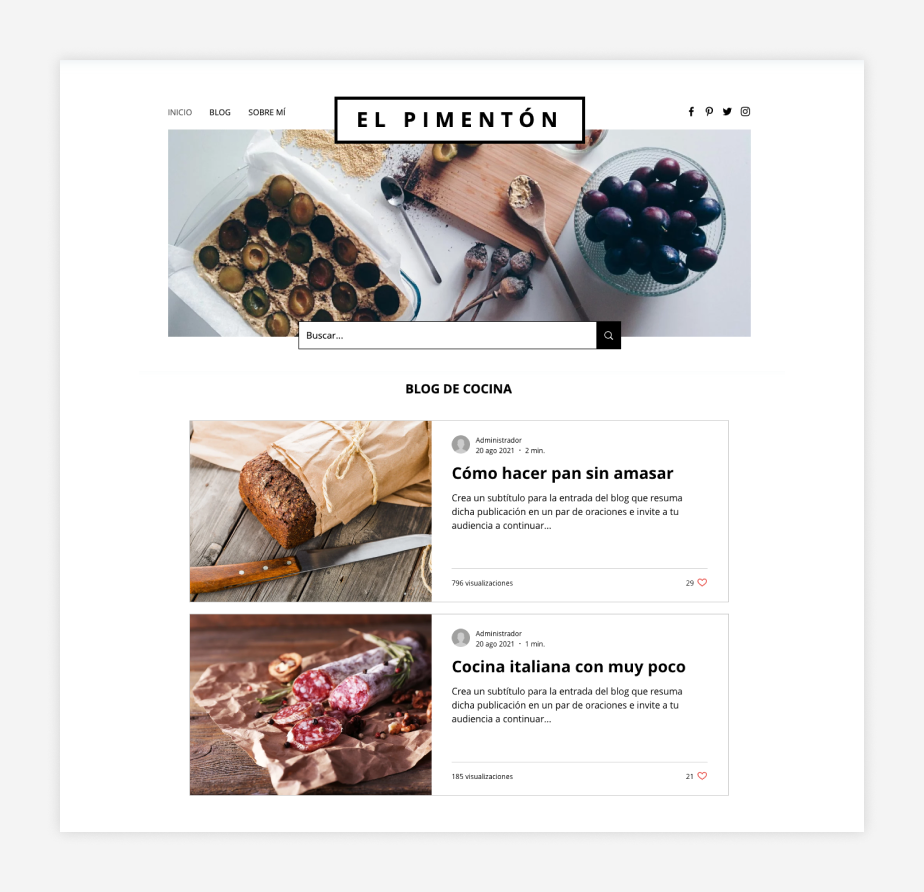 INICIO BLOG SOBRE MÍ
EL PIMENTÓN
Buscar...
BLOG DE COCINA
Administrador
20 ago 2021 · 2 min.
Cómo hacer pan sin amasar
Crea un subtítulo para la entrada del blog que resuma
dicha publicación en un par de oraciones e invite a tu
audiencia a continuar...
796 visualizaciones 29
Administrador
20 ago 2021 · 1 min.
Cocina italiana con muy poco
Crea un subtítulo para la entrada del blog que resuma
dicha publicación en un par de oraciones e invite a tu
audiencia a continuar...
185 visualizaciones 21